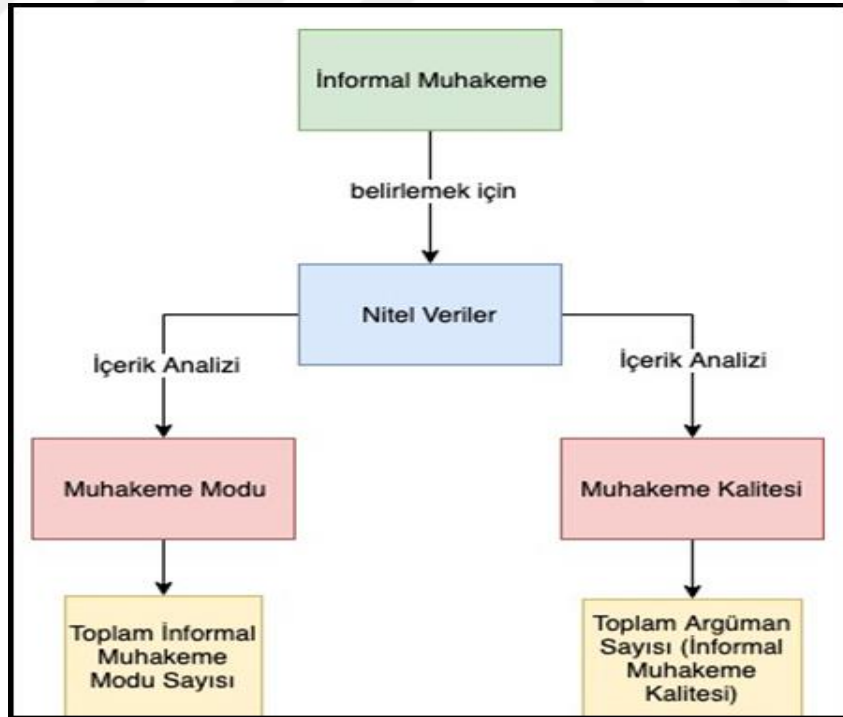 İnformal Muhakeme
belirlemek için
Nitel Veriler
İçerik Analizi
İçerik Analizi
Muhakeme Modu
Muhakeme Kalitesi
Toplam İnformal
Muhakeme
Modu Sayısı
Toplam Argüman
Sayısı (İnformal
Muhakeme
Kalitesi)